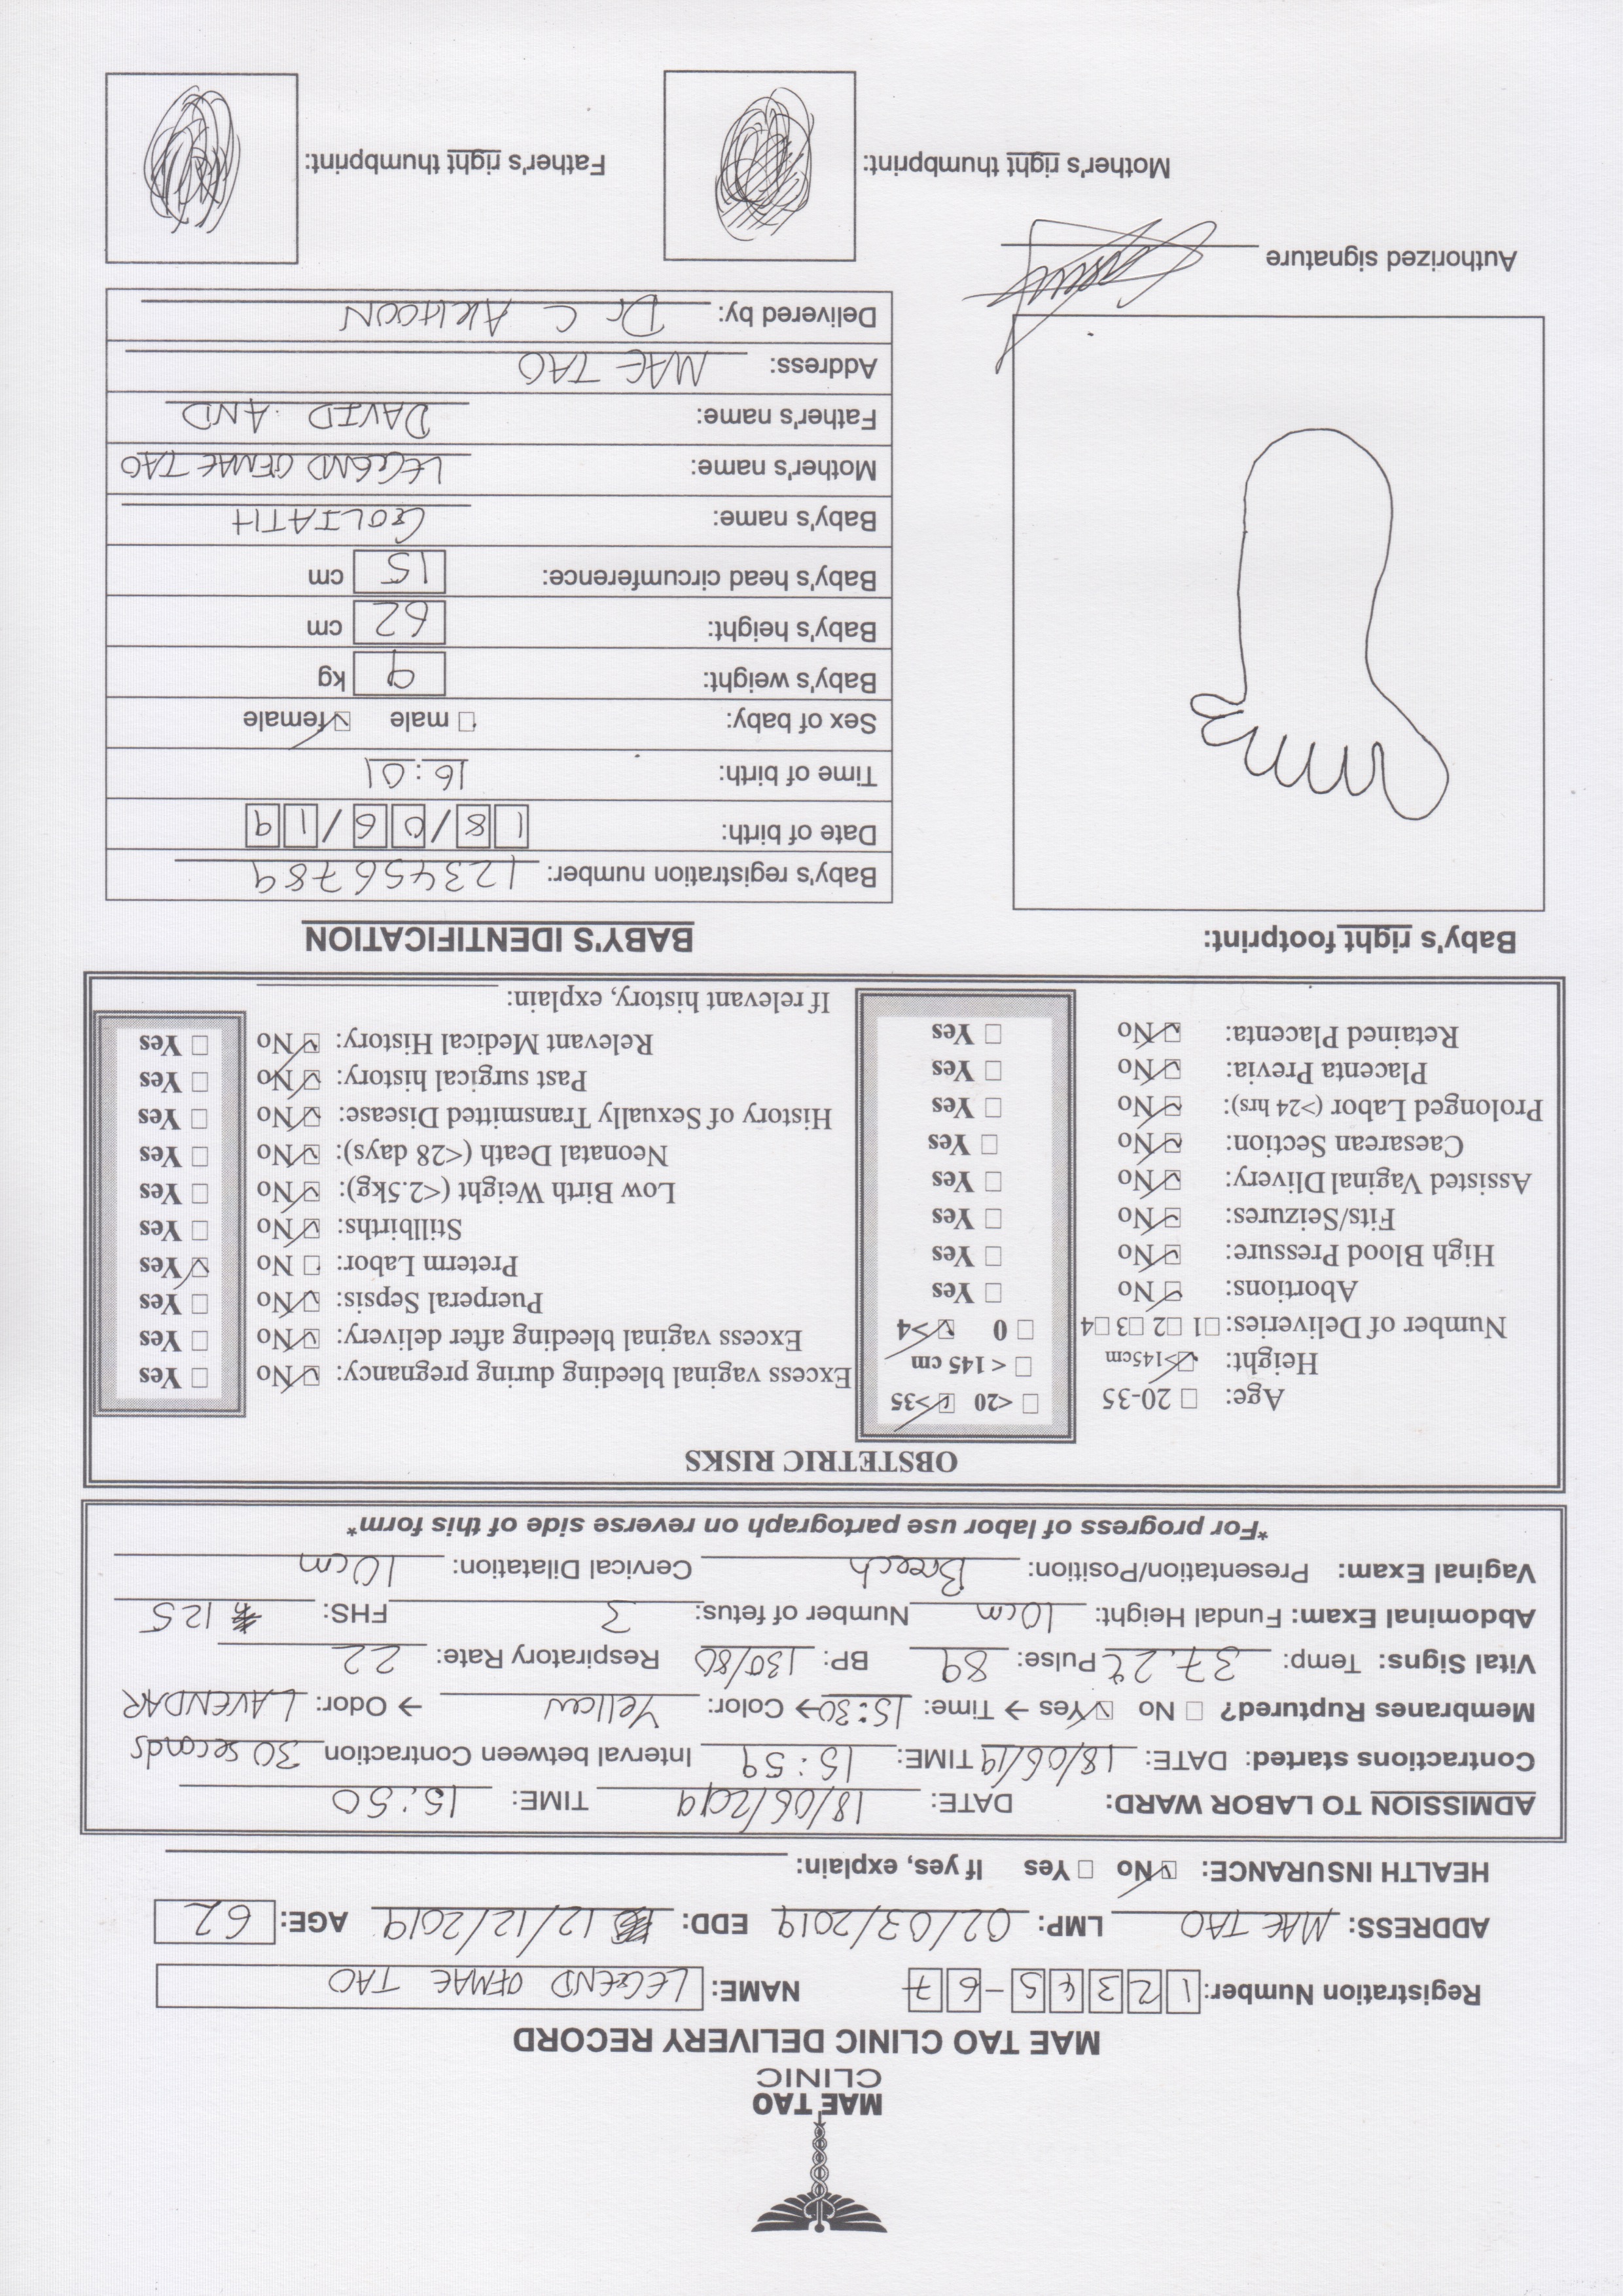 MAE TAO
CLINIC
MAE TAO CLINIC DELIVERY RECORD
Registration Number: 1 2 3 4 5 - 6 7 NAME: LEGEND OF MAE TAO
ADDRESS: MAE TAO LMP: 02/03/2019 EDD: 12/12/2019 AGE: 62
HEALTH INSURANCE: ☑ No ☐ Yes If yes, explain:
ADMISSION TO LABOR WARD: DATE: 18/06/2019 TIME: 15:50
Contractions started: DATE: 18/06/19 TIME: 15:59 Interval between Contraction 30 seconds
Membranes Ruptured? ☐ No ☑ Yes → Time: 15:30 → Color: Yellow → Odor: LAVENDAR
Vital Signs: Temp: 37.2°C Pulse: 89 BP: 130/80 Respiratory Rate: 22
Abdominal Exam: Fundal Height: 10cm Number of fetus: 3 FHS: 125
Vaginal Exam: Presentation/Position: Breech Cervical Dilatation: 10cm
*For progress of labor use partograph on reverse side of this form*
OBSTETRIC RISKS
Age: ☐ 20-35 ☐ <20 ☑ >35
Height: ☑ >145cm ☐ < 145 cm
Number of Deliveries: ☐1 ☐2 ☐3 ☐4 ☐ 0 ☑ >4
Abortions: ☑ No ☐ Yes
High Blood Pressure: ☑ No ☐ Yes
Fits/Seizures: ☑ No ☐ Yes
Assisted Vaginal Dlivery: ☑ No ☐ Yes
Caesarean Section: ☑ No ☐ Yes
Prolonged Labor (>24 hrs): ☑ No ☐ Yes
Placenta Previa: ☑ No ☐ Yes
Retained Placenta: ☑ No ☐ Yes
Excess vaginal bleeding during pregnancy: ☑ No ☐ Yes
Excess vaginal bleeding after delivery: ☑ No ☐ Yes
Puerperal Sepsis: ☑ No ☐ Yes
Preterm Labor: ☐ No ☑ Yes
Stillbirths: ☑ No ☐ Yes
Low Birth Weight (<2.5kg): ☑ No ☐ Yes
Neonatal Death (<28 days): ☑ No ☐ Yes
History of Sexually Transmitted Disease: ☑ No ☐ Yes
Past surgical history: ☑ No ☐ Yes
Relevant Medical History: ☑ No ☐ Yes
If relevant history, explain:
Baby's right footprint:
BABY'S IDENTIFICATION
Baby's registration number: 123456789
Date of birth: 18/06/19
Time of birth: 16:01
Sex of baby: ☐ male ☑ female
Baby's weight: 9 kg
Baby's height: 62 cm
Baby's head circumference: 15 cm
Baby's name: GOLIATH
Mother's name: LEGEND OF MAE TAO
Father's name: DAVID AND
Address: MAE TAO
Delivered by: Dr C AKHOON
Authorized signature
Mother's right thumbprint:
Father's right thumbprint: